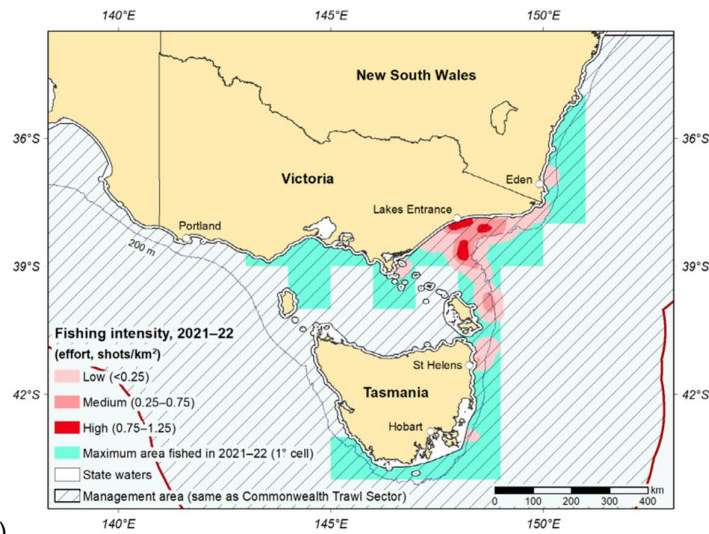 140°E 145°E 150°E
New South Wales
36°S 36°S
Victoria
Eden
Lakes Entrance
Portland
200 m
39°S 39°S
Fishing intensity, 2021–22
(effort, shots/km²)
Low (<0.25)
St Helens
Medium (0.25–0.75)
Tasmania
42°S 42°S
High (0.75–1.25)
Hobart
Maximum area fished in 2021–22 (1° cell)
State waters
Management area (same as Commonwealth Trawl Sector)
km
0 100 200 300 400
140°E 145°E 150°E
)